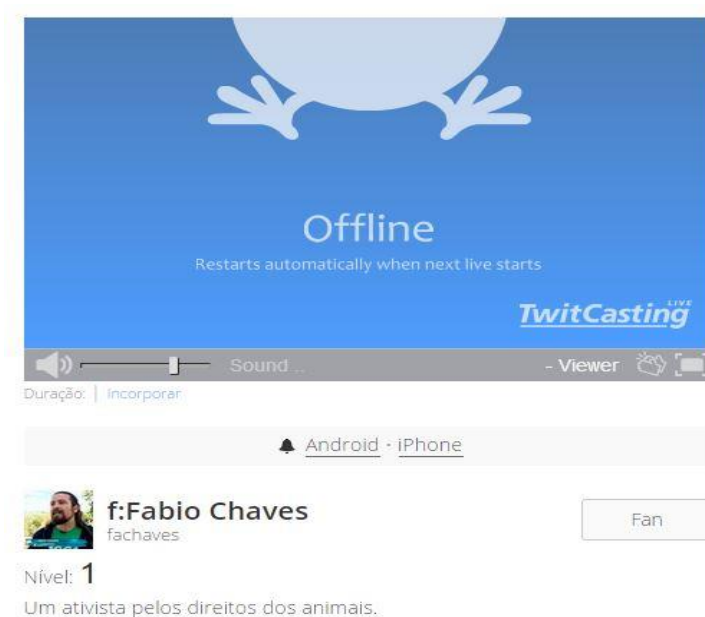 Offline
Restarts automatically when next live starts
TwitCasting LIVE
Sound ..
- Viewer
Duração: | Incorporar
Android · iPhone
f:Fabio Chaves
fachaves
Fan
Nível: 1
Um ativista pelos direitos dos animais.